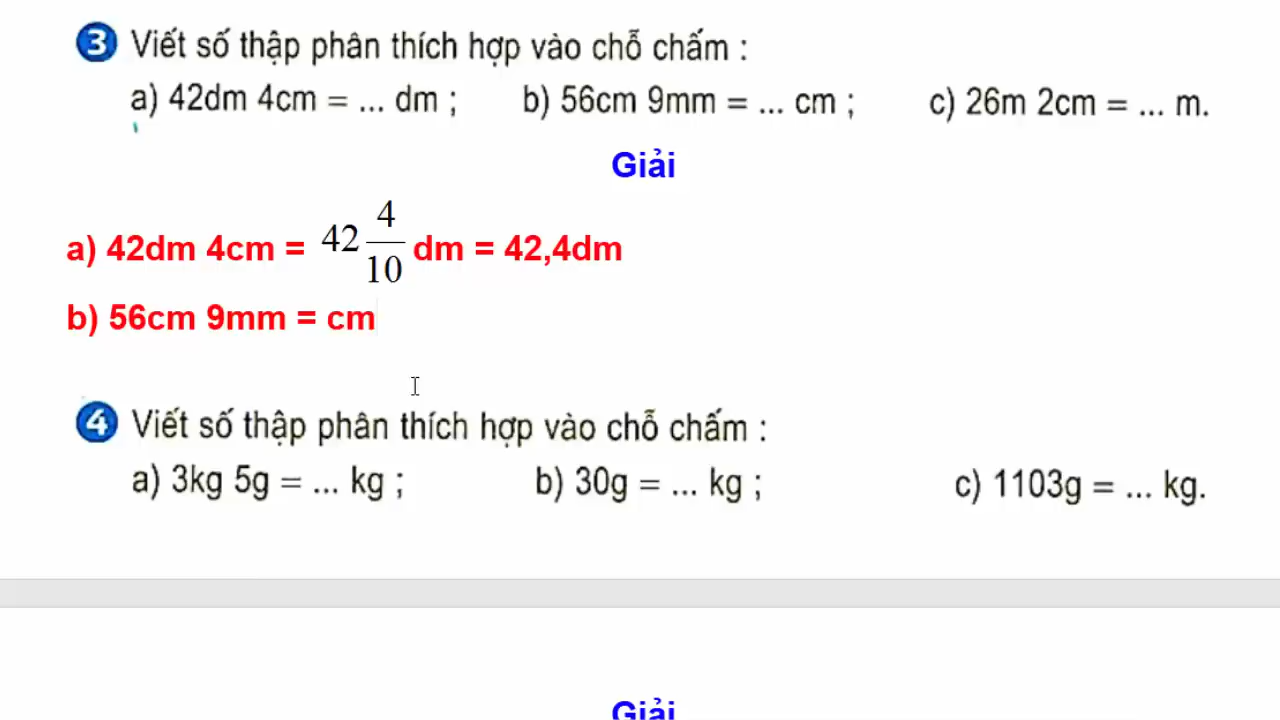 3 Viết số thập phân thích hợp vào chỗ chấm :
a) 42dm 4cm = ... dm ; b) 56cm 9mm = ... cm ; c) 26m 2cm = ... m.
Giải
a) 42dm 4cm = 42 4/10 dm = 42,4dm
b) 56cm 9mm = cm
4 Viết số thập phân thích hợp vào chỗ chấm :
a) 3kg 5g = ... kg ; b) 30g = ... kg ; c) 1103g = ... kg.
Giải